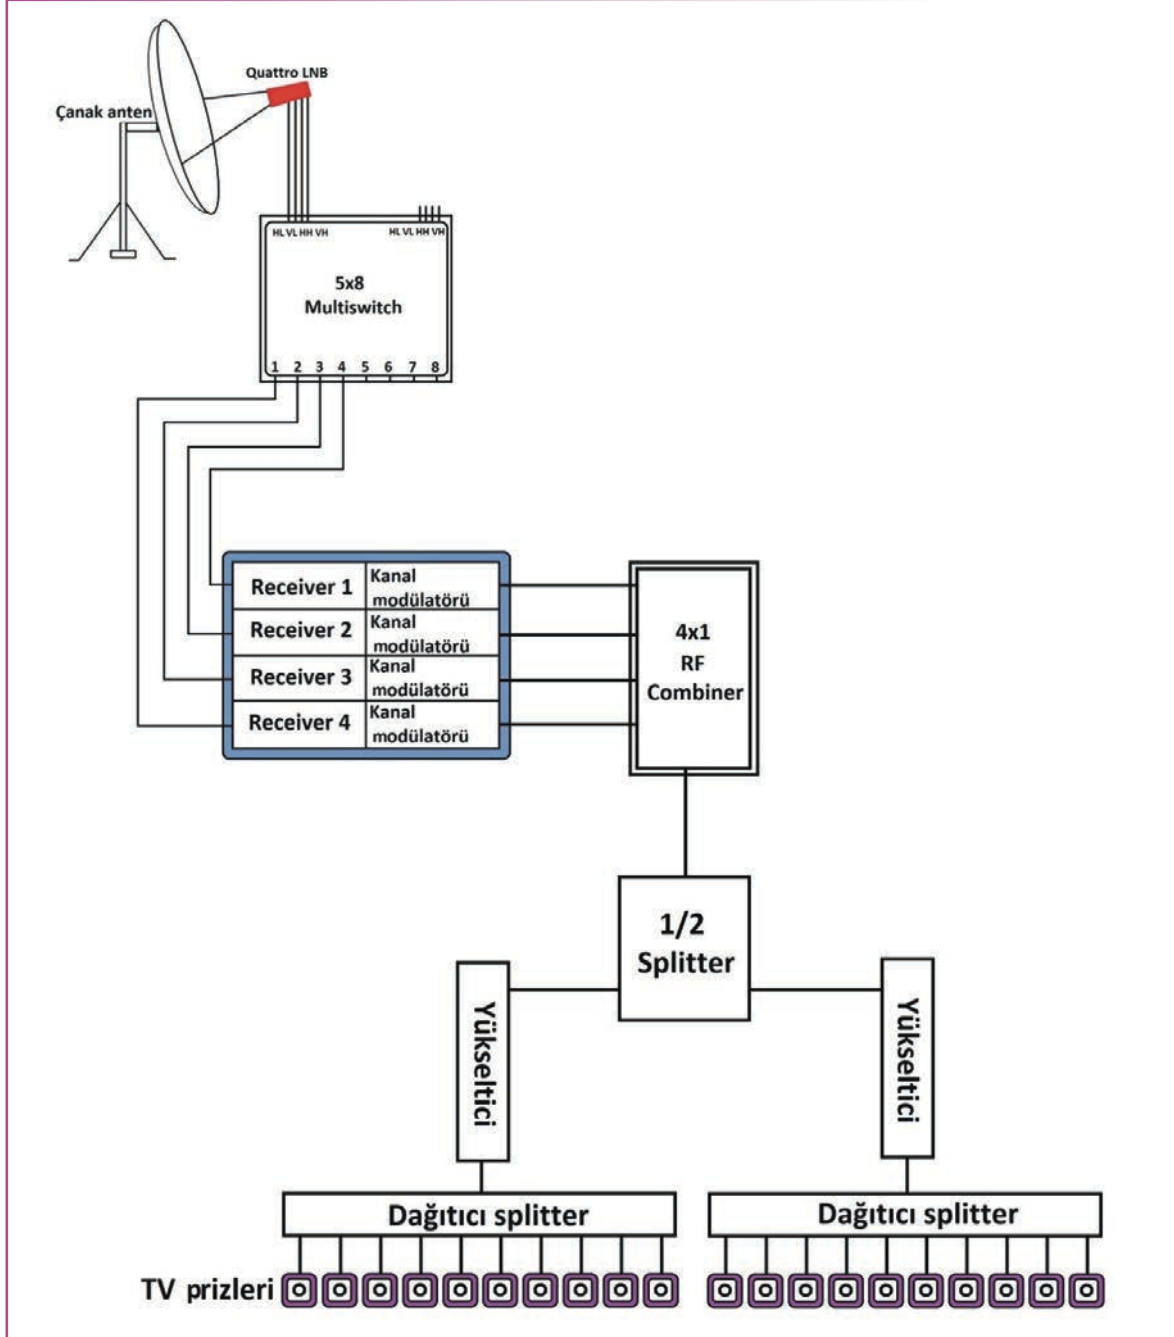 Quattro LNB
Çanak anten
HL VL HH VH
HL VL HH VH
5x8
Multiswitch
1 2 3 4 5 6 7 8
Receiver 1
Kanal
modülatörü
Receiver 2
Kanal
modülatörü
Receiver 3
Kanal
modülatörü
Receiver 4
Kanal
modülatörü
4x1
RF
Combiner
1/2
Splitter
Yükseltici
Yükseltici
Dağıtıcı splitter
Dağıtıcı splitter
TV prizleri